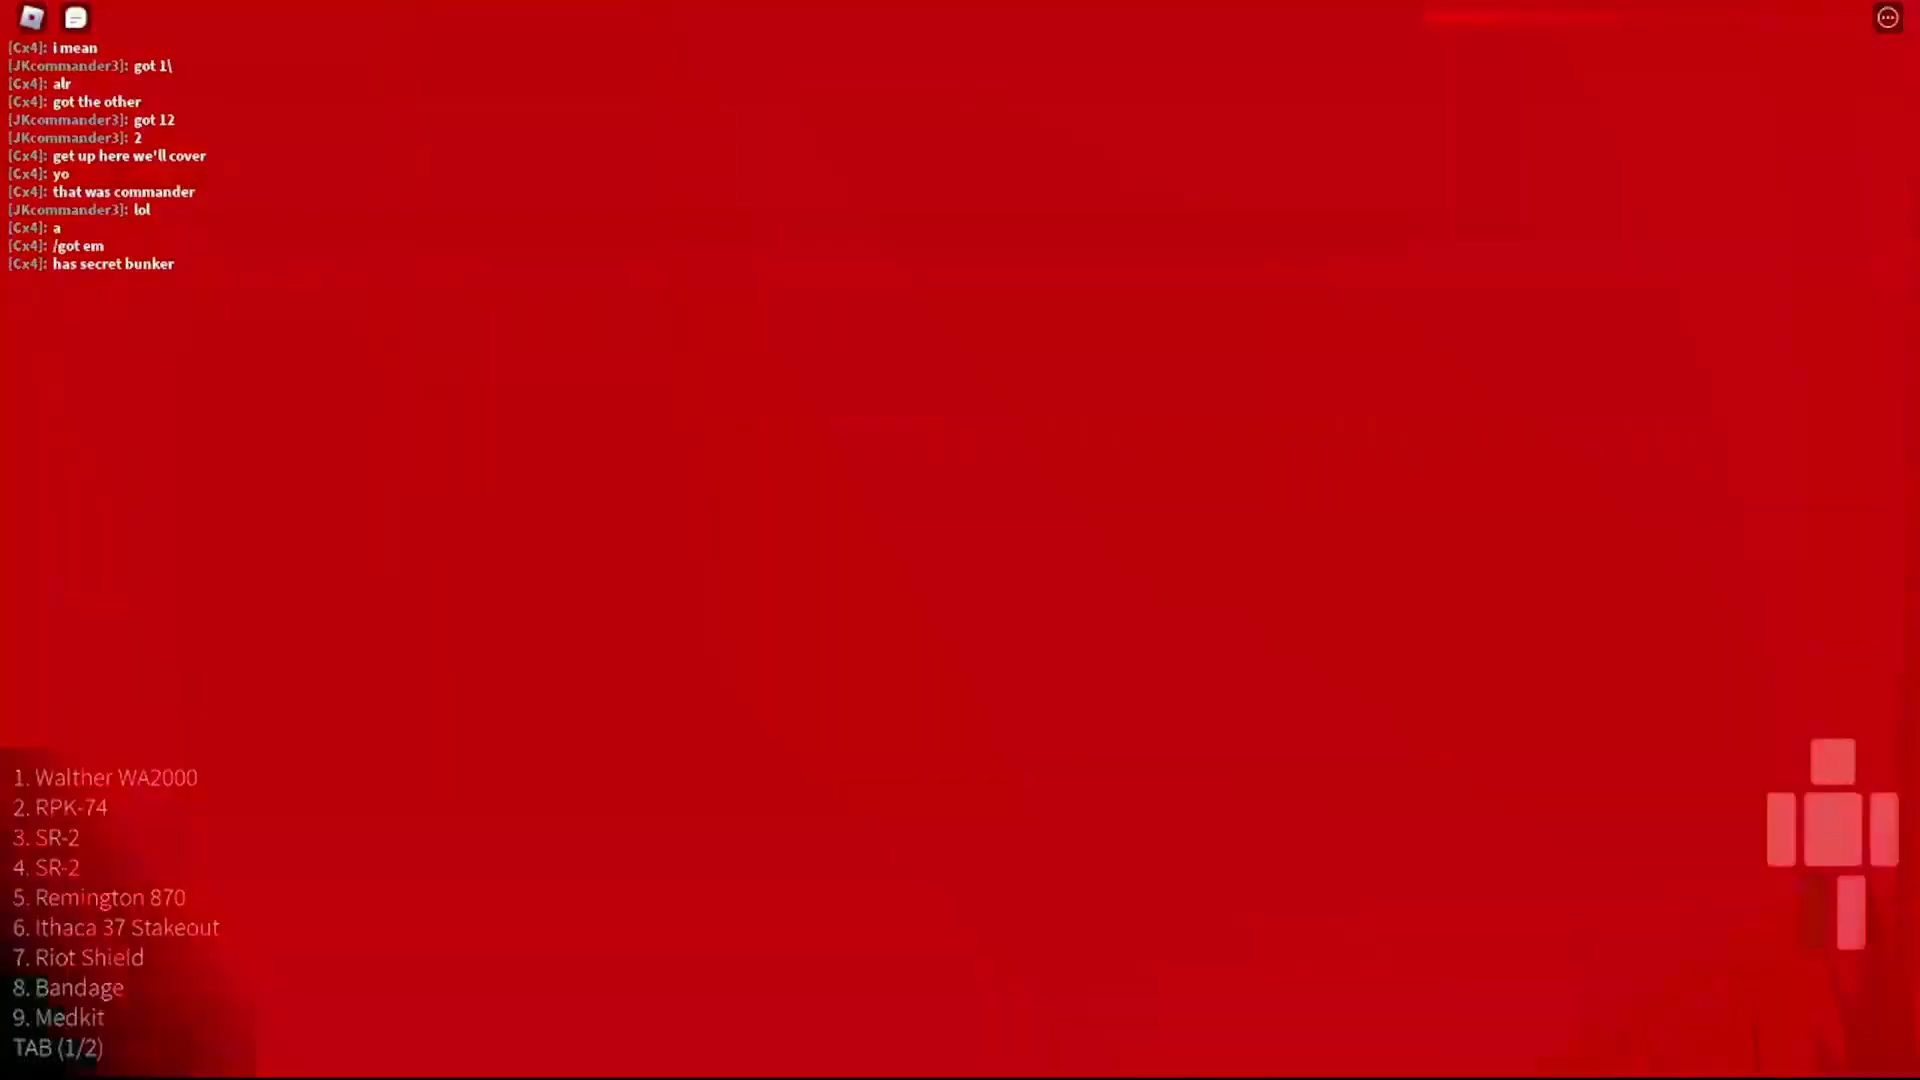 [Cx4]: i mean
[JKcommander3]: got 1\
[Cx4]: alr
[Cx4]: got the other
[JKcommander3]: got 12
[JKcommander3]: 2
[Cx4]: get up here we'll cover
[Cx4]: yo
[Cx4]: that was commander
[JKcommander3]: lol
[Cx4]: a
[Cx4]: /got em
[Cx4]: has secret bunker
1. Walther WA2000
2. RPK-74
3. SR-2
4. SR-2
5. Remington 870
6. Ithaca 37 Stakeout
7. Riot Shield
8. Bandage
9. Medkit
TAB (1/2)